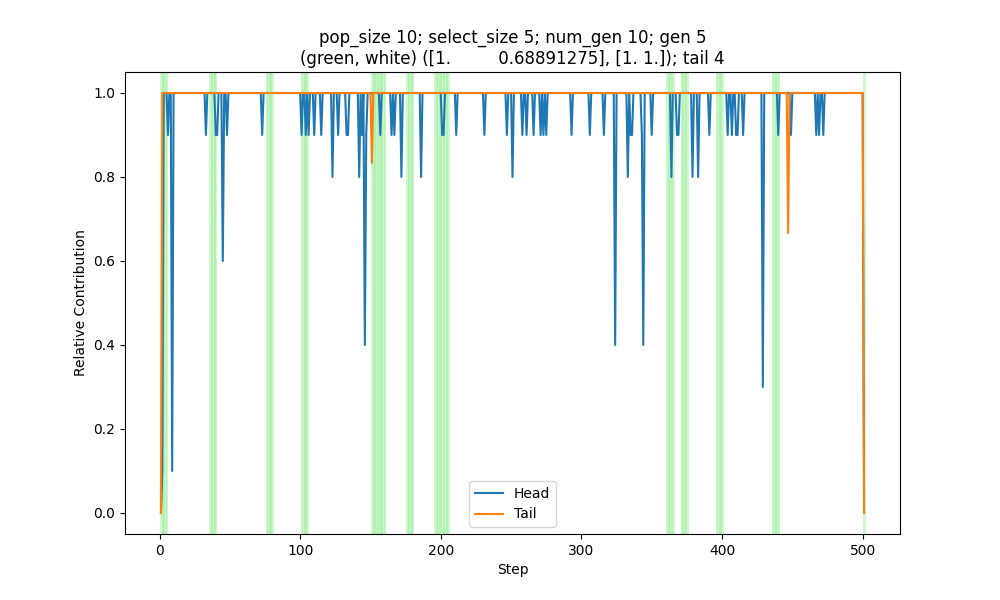 pop_size 10; select_size 5; num_gen 10; gen 5
(green, white) ([1. 0.68891275], [1. 1.]); tail 4
1.0
0.8
0.6
0.4
0.2
0.0
Relative Contribution
Head
Tail
0 100 200 300 400 500
Step